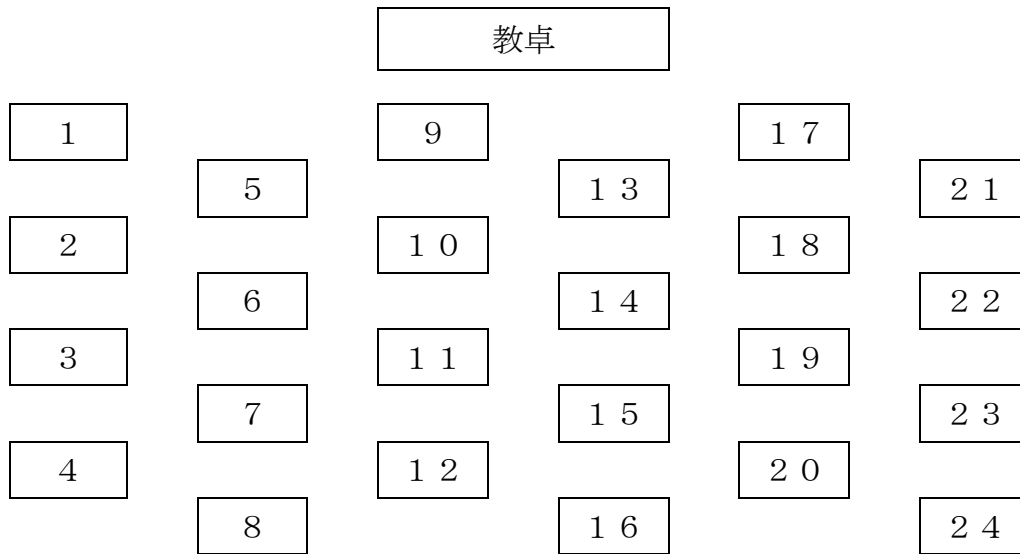 教卓
１ ９ １７
５ １３ ２１
２ １０ １８
６ １４ ２２
３ １１ １９
７ １５ ２３
４ １２ ２０
８ １６ ２４